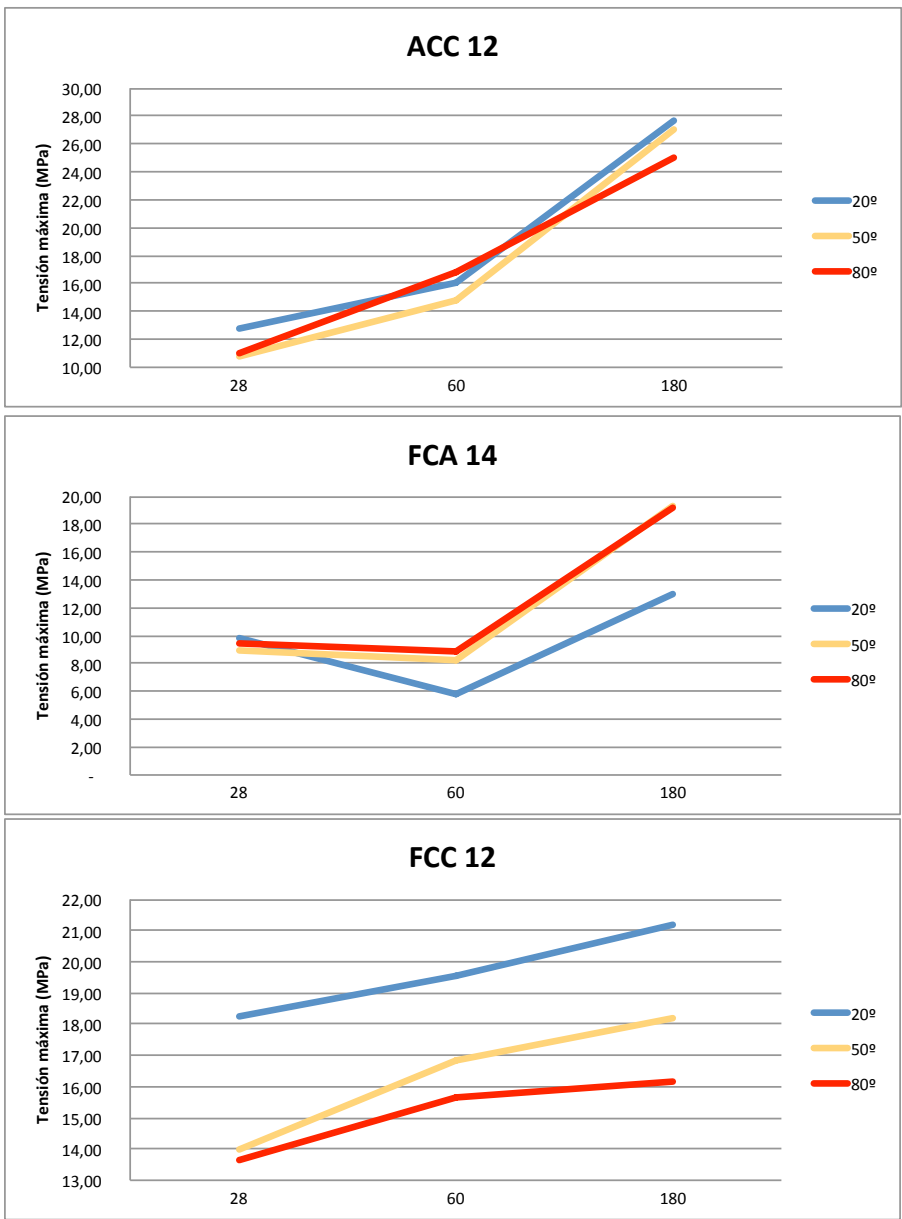 ACC 12
Tensión máxima (MPa)
30,00
28,00
26,00
24,00
22,00
20,00
18,00
16,00
14,00
12,00
10,00
28 60 180
20º
50º
80º
FCA 14
Tensión máxima (MPa)
20,00
18,00
16,00
14,00
12,00
10,00
8,00
6,00
4,00
2,00
-
28 60 180
20º
50º
80º
FCC 12
Tensión máxima (MPa)
22,00
21,00
20,00
19,00
18,00
17,00
16,00
15,00
14,00
13,00
28 60 180
20º
50º
80º